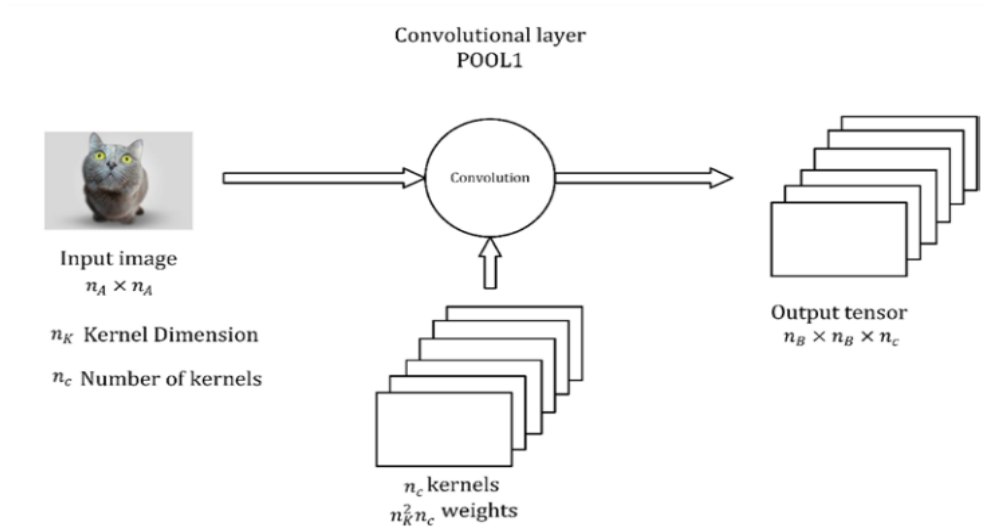 Convolutional layer
POOL1
Convolution
Input image
n_A × n_A
n_K Kernel Dimension
n_c Number of kernels
Output tensor
n_B × n_B × n_c
n_c kernels
n_K^2 n_c weights